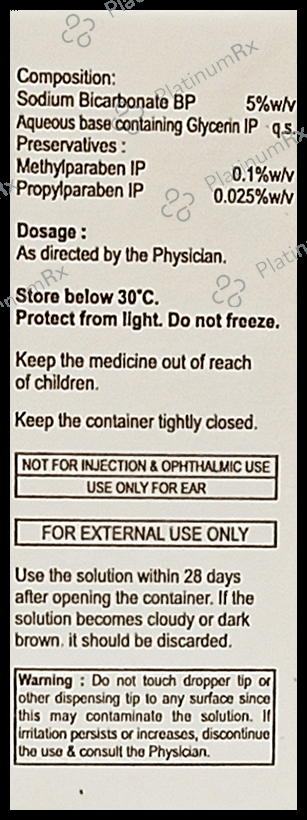 Composition:
Sodium Bicarbonate BP 5%w/v
Aqueous base containing Glycerin IP q.s.
Preservatives :
Methylparaben IP 0.1%w/v
Propylparaben IP 0.025%w/v
Dosage :
As directed by the Physician.
Store below 30°C.
Protect from light. Do not freeze.
Keep the medicine out of reach
of children.
Keep the container tightly closed.
NOT FOR INJECTION & OPHTHALMIC USE
USE ONLY FOR EAR
FOR EXTERNAL USE ONLY
Use the solution within 28 days
after opening the container. If the
solution becomes cloudy or dark
brown, it should be discarded.
Warning : Do not touch dropper tip or
other dispensing tip to any surface since
this may contaminate the solution. If
irritation persists or increases, discontinue
the use & consult the Physician.
PlatinumRx
PlatinumRx
PlatinumRx